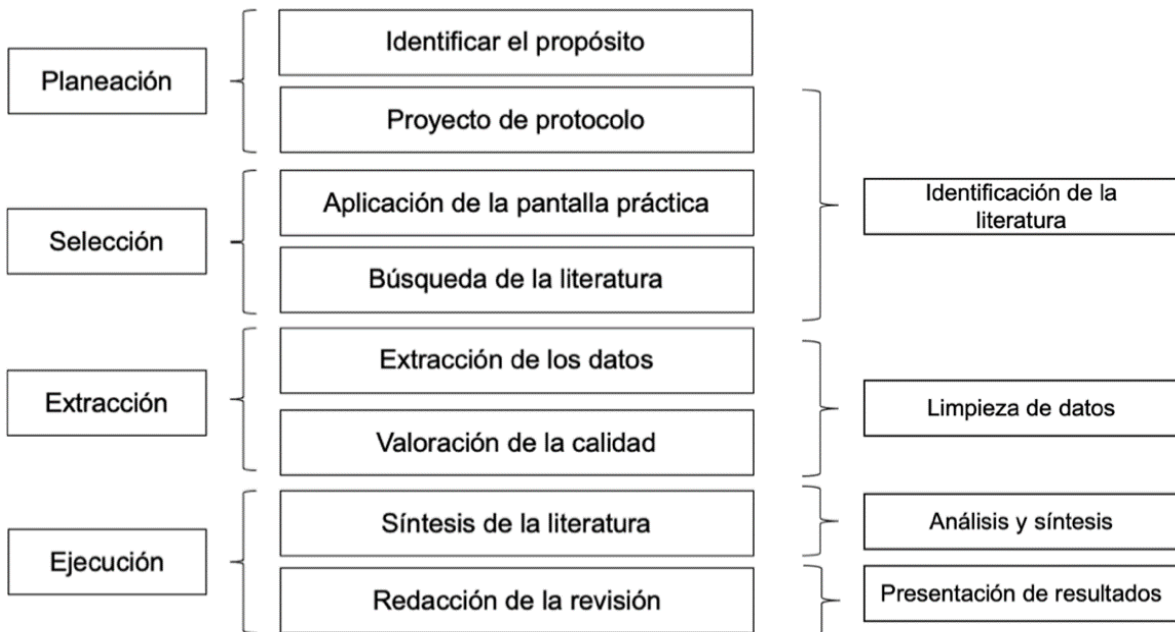 Planeación
Identificar el propósito
Proyecto de protocolo
Selección
Aplicación de la pantalla práctica
Búsqueda de la literatura
Identificación de la
literatura
Extracción
Extracción de los datos
Valoración de la calidad
Limpieza de datos
Ejecución
Síntesis de la literatura
Redacción de la revisión
Análisis y síntesis
Presentación de resultados